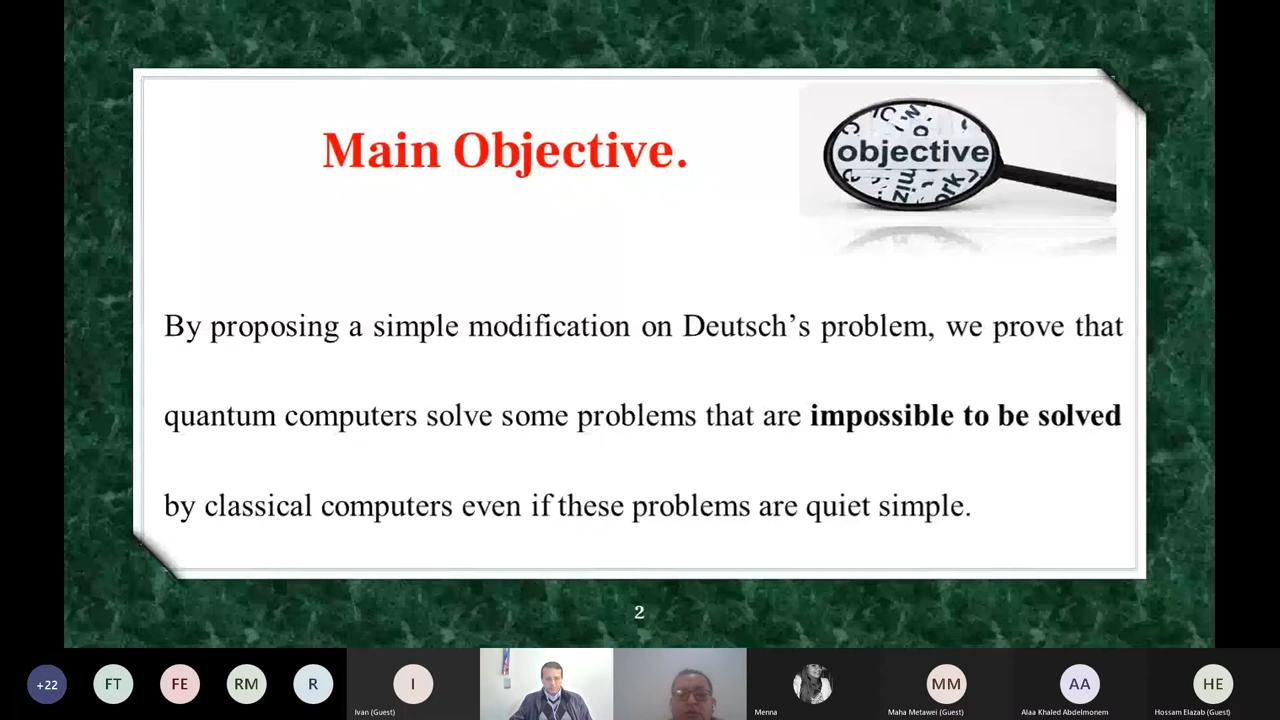 Main Objective.
objective
By proposing a simple modification on Deutsch’s problem, we prove that
quantum computers solve some problems that are impossible to be solved
by classical computers even if these problems are quiet simple.
2
+22
FT
FE
RM
R
I
MM
AA
HE
Ivan (Guest)
Menna
Maha Metawei (Guest)
Alaa Khaled Abdelmonem
Hossam Elazab (Guest)